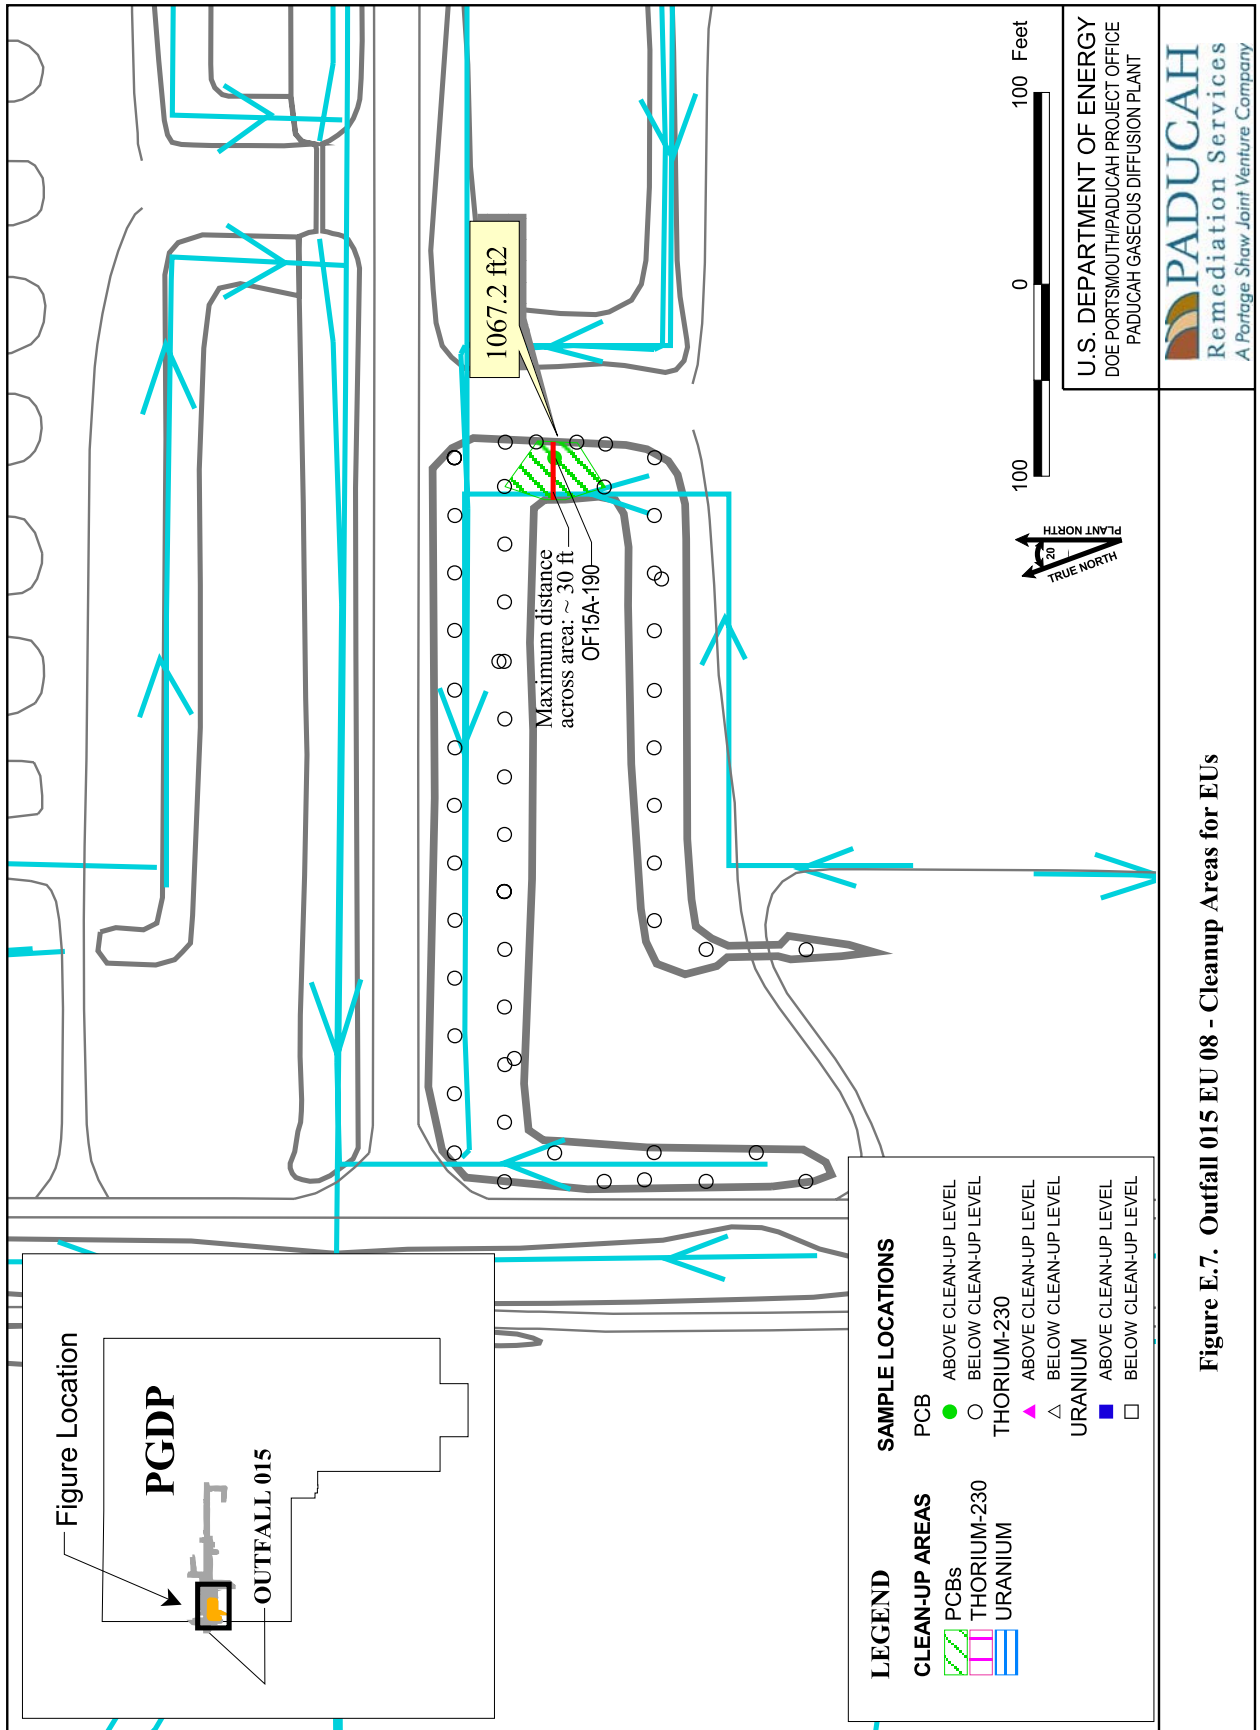 Figure Location
PGDP
OUTFALL 015
1067.2 ft2
Maximum distance
across area: ~ 30 ft
OF15A-190
LEGEND
CLEAN-UP AREAS
PCBs
THORIUM-230
URANIUM
SAMPLE LOCATIONS
PCB
ABOVE CLEAN-UP LEVEL
BELOW CLEAN-UP LEVEL
THORIUM-230
ABOVE CLEAN-UP LEVEL
BELOW CLEAN-UP LEVEL
URANIUM
ABOVE CLEAN-UP LEVEL
BELOW CLEAN-UP LEVEL
PLANT NORTH
20
TRUE NORTH
100 0 100 Feet
U.S. DEPARTMENT OF ENERGY
DOE PORTSMOUTH/PADUCAH PROJECT OFFICE
PADUCAH GASEOUS DIFFUSION PLANT
PADUCAH
Remediation Services
A Portage Shaw Joint Venture Company
Figure E.7. Outfall 015 EU 08 - Cleanup Areas for EUs